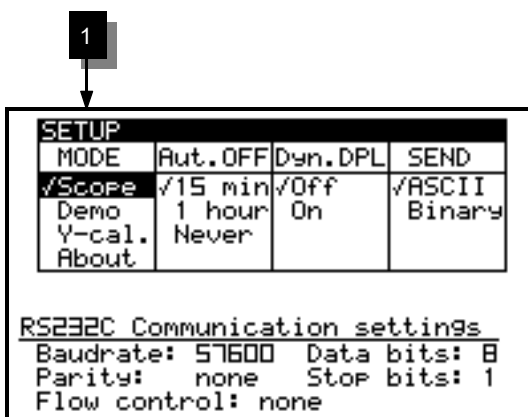 1
SETUP
MODE Aut.OFF Dyn.DPL SEND
√Scope √15 min √Off √ASCII
Demo 1 hour On Binary
Y-cal. Never
About
RS232C Communication settings
Baudrate: 57600 Data bits: 8
Parity: none Stop bits: 1
Flow control: none